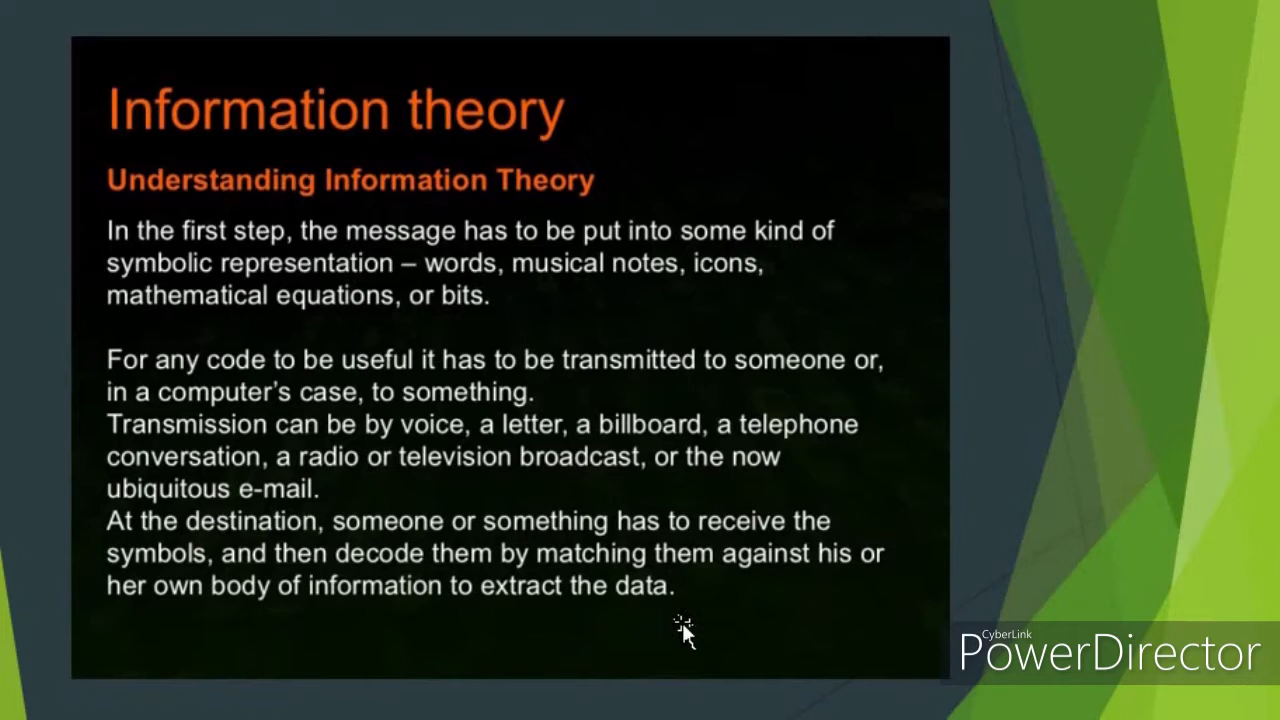 Information theory
Understanding Information Theory
In the first step, the message has to be put into some kind of
symbolic representation – words, musical notes, icons,
mathematical equations, or bits.
For any code to be useful it has to be transmitted to someone or,
in a computer’s case, to something.
Transmission can be by voice, a letter, a billboard, a telephone
conversation, a radio or television broadcast, or the now
ubiquitous e-mail.
At the destination, someone or something has to receive the
symbols, and then decode them by matching them against his or
her own body of information to extract the data.
CyberLink
PowerDirector